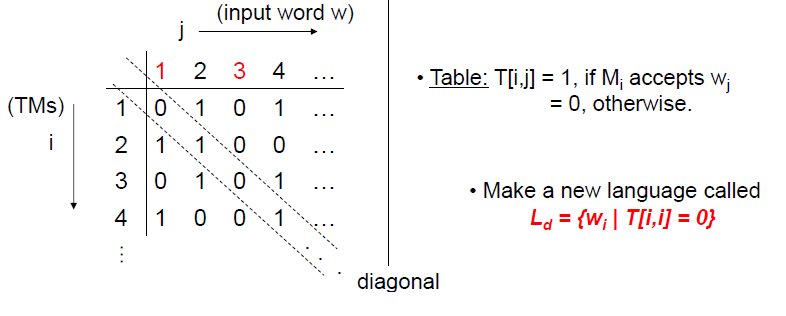 (input word w)
j
1 2 3 4 ...
(TMs)
i
1 0 1 0 1 ...
2 1 1 0 0 ...
3 0 1 0 1 ...
4 1 0 0 1 ...
⋮ ⋱
diagonal
• Table: T[i,j] = 1, if Mᵢ accepts wⱼ
= 0, otherwise.
• Make a new language called
L_d = {wᵢ | T[i,i] = 0}